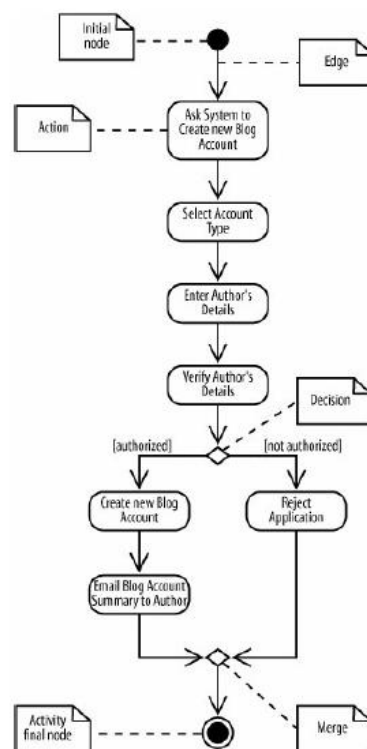 Initial
node
Edge
Ask System to
Create new Blog
Account
Action
Select Account
Type
Enter Author's
Details
Verify Author's
Details
Decision
[authorized]
[not authorized]
Create new Blog
Account
Reject
Application
Email Blog Account
Summary to Author
Activity
final node
Merge